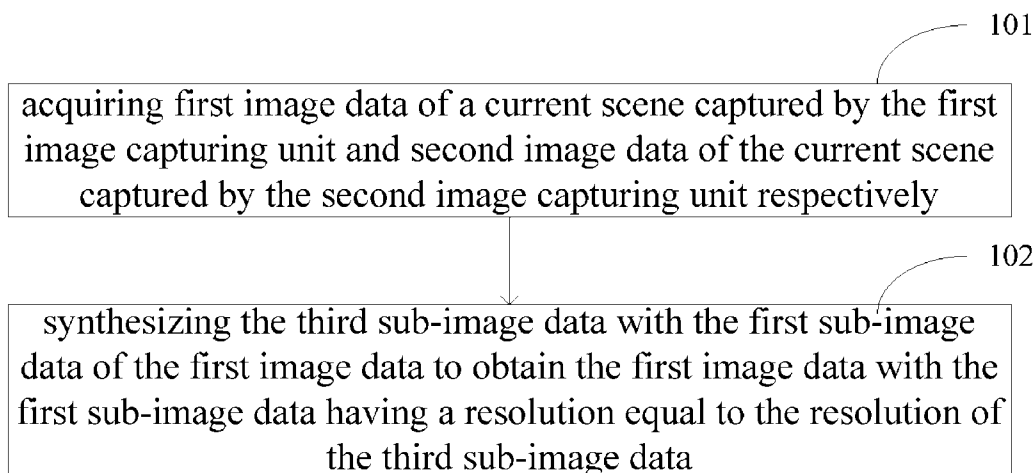 101
acquiring first image data of a current scene captured by the first
image capturing unit and second image data of the current scene
captured by the second image capturing unit respectively
102
synthesizing the third sub-image data with the first sub-image
data of the first image data to obtain the first image data with the
first sub-image data having a resolution equal to the resolution of
the third sub-image data